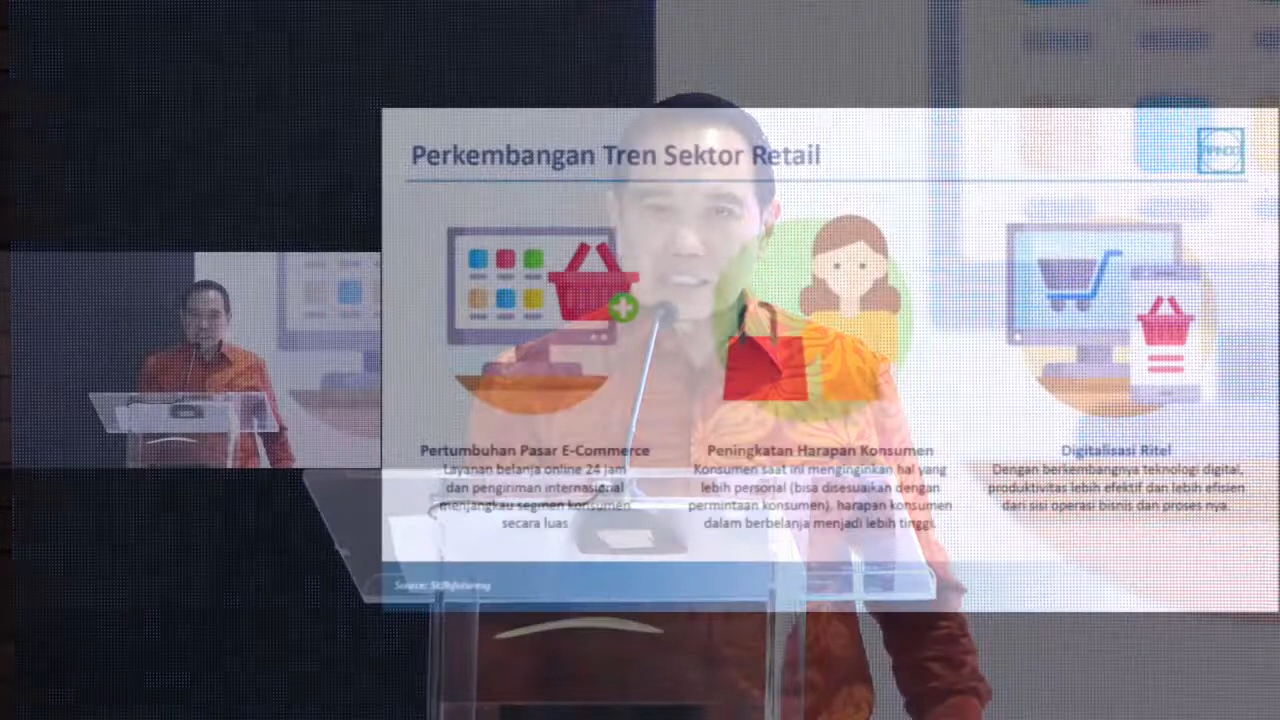 Perkembangan Tren Sektor Retail
Pertumbuhan Pasar E-Commerce
Layanan belanja online 24 jam
dan pengiriman internasional
menjangkau segmen konsumen
secara luas
Peningkatan Harapan Konsumen
Konsumen saat ini menginginkan hal yang
lebih personal (bisa disesuaikan dengan
permintaan konsumen), harapan konsumen
dalam berbelanja menjadi lebih tinggi.
Digitalisasi Ritel
Dengan berkembangnya teknologi digital,
produktivitas lebih efektif dan lebih efisien
dari sisi operasi bisnis dan proses nya.